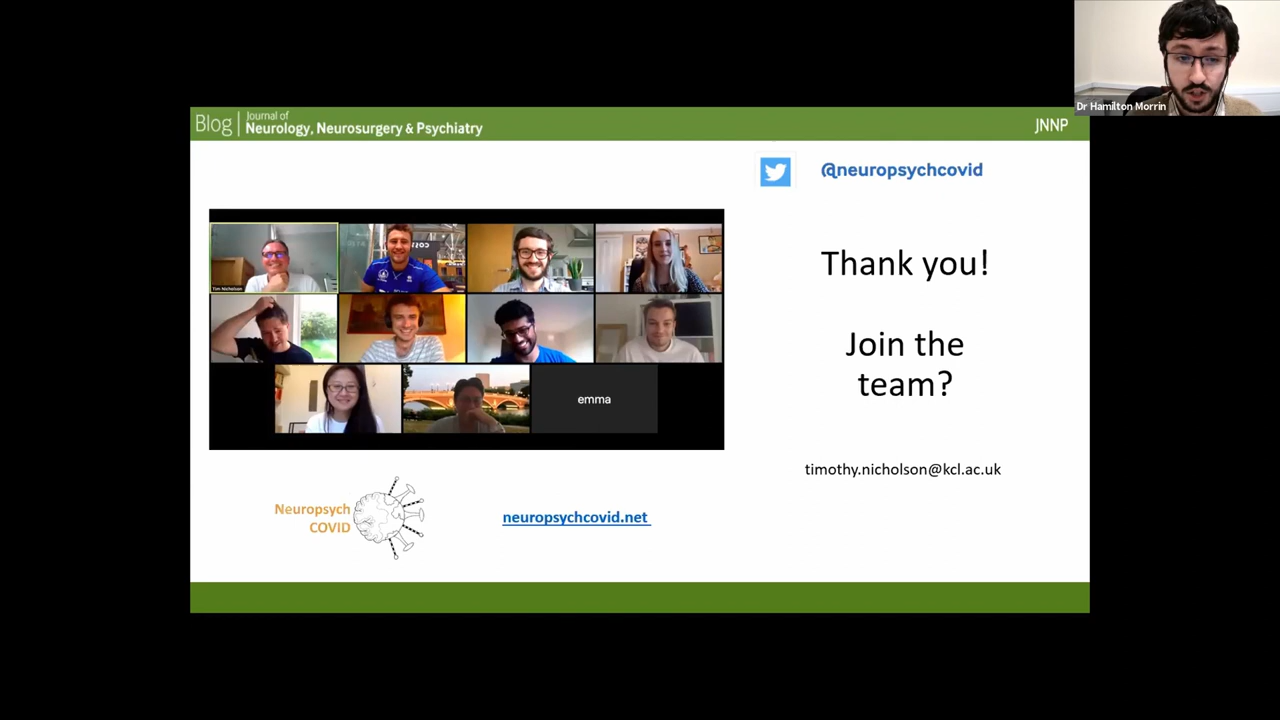 Dr Hamilton Morrin
Blog
Journal of
Neurology, Neurosurgery & Psychiatry
JNNP
@neuropsychcovid
Tim Nicholson
emma
Thank you!
Join the
team?
timothy.nicholson@kcl.ac.uk
Neuropsych
COVID
neuropsychcovid.net